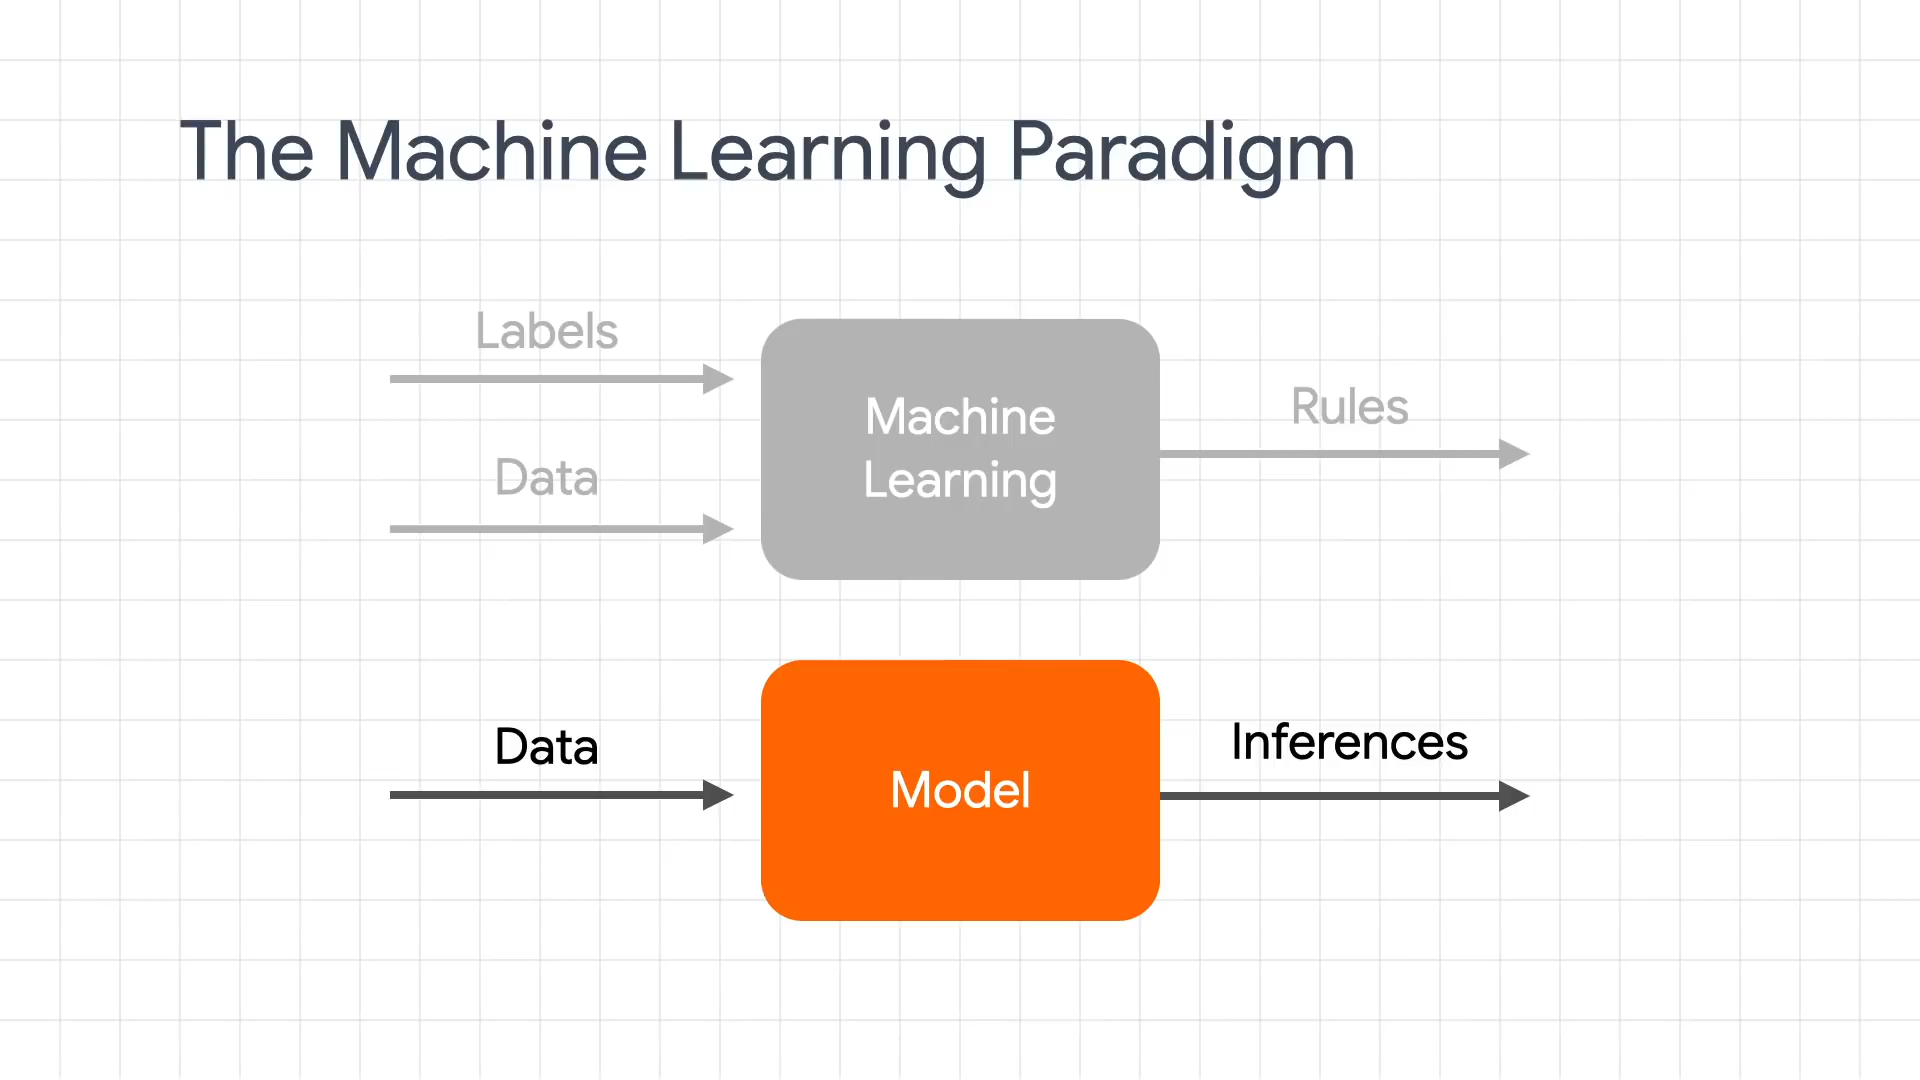 The Machine Learning Paradigm
Labels
Data
Machine
Learning
Rules
Data
Model
Inferences